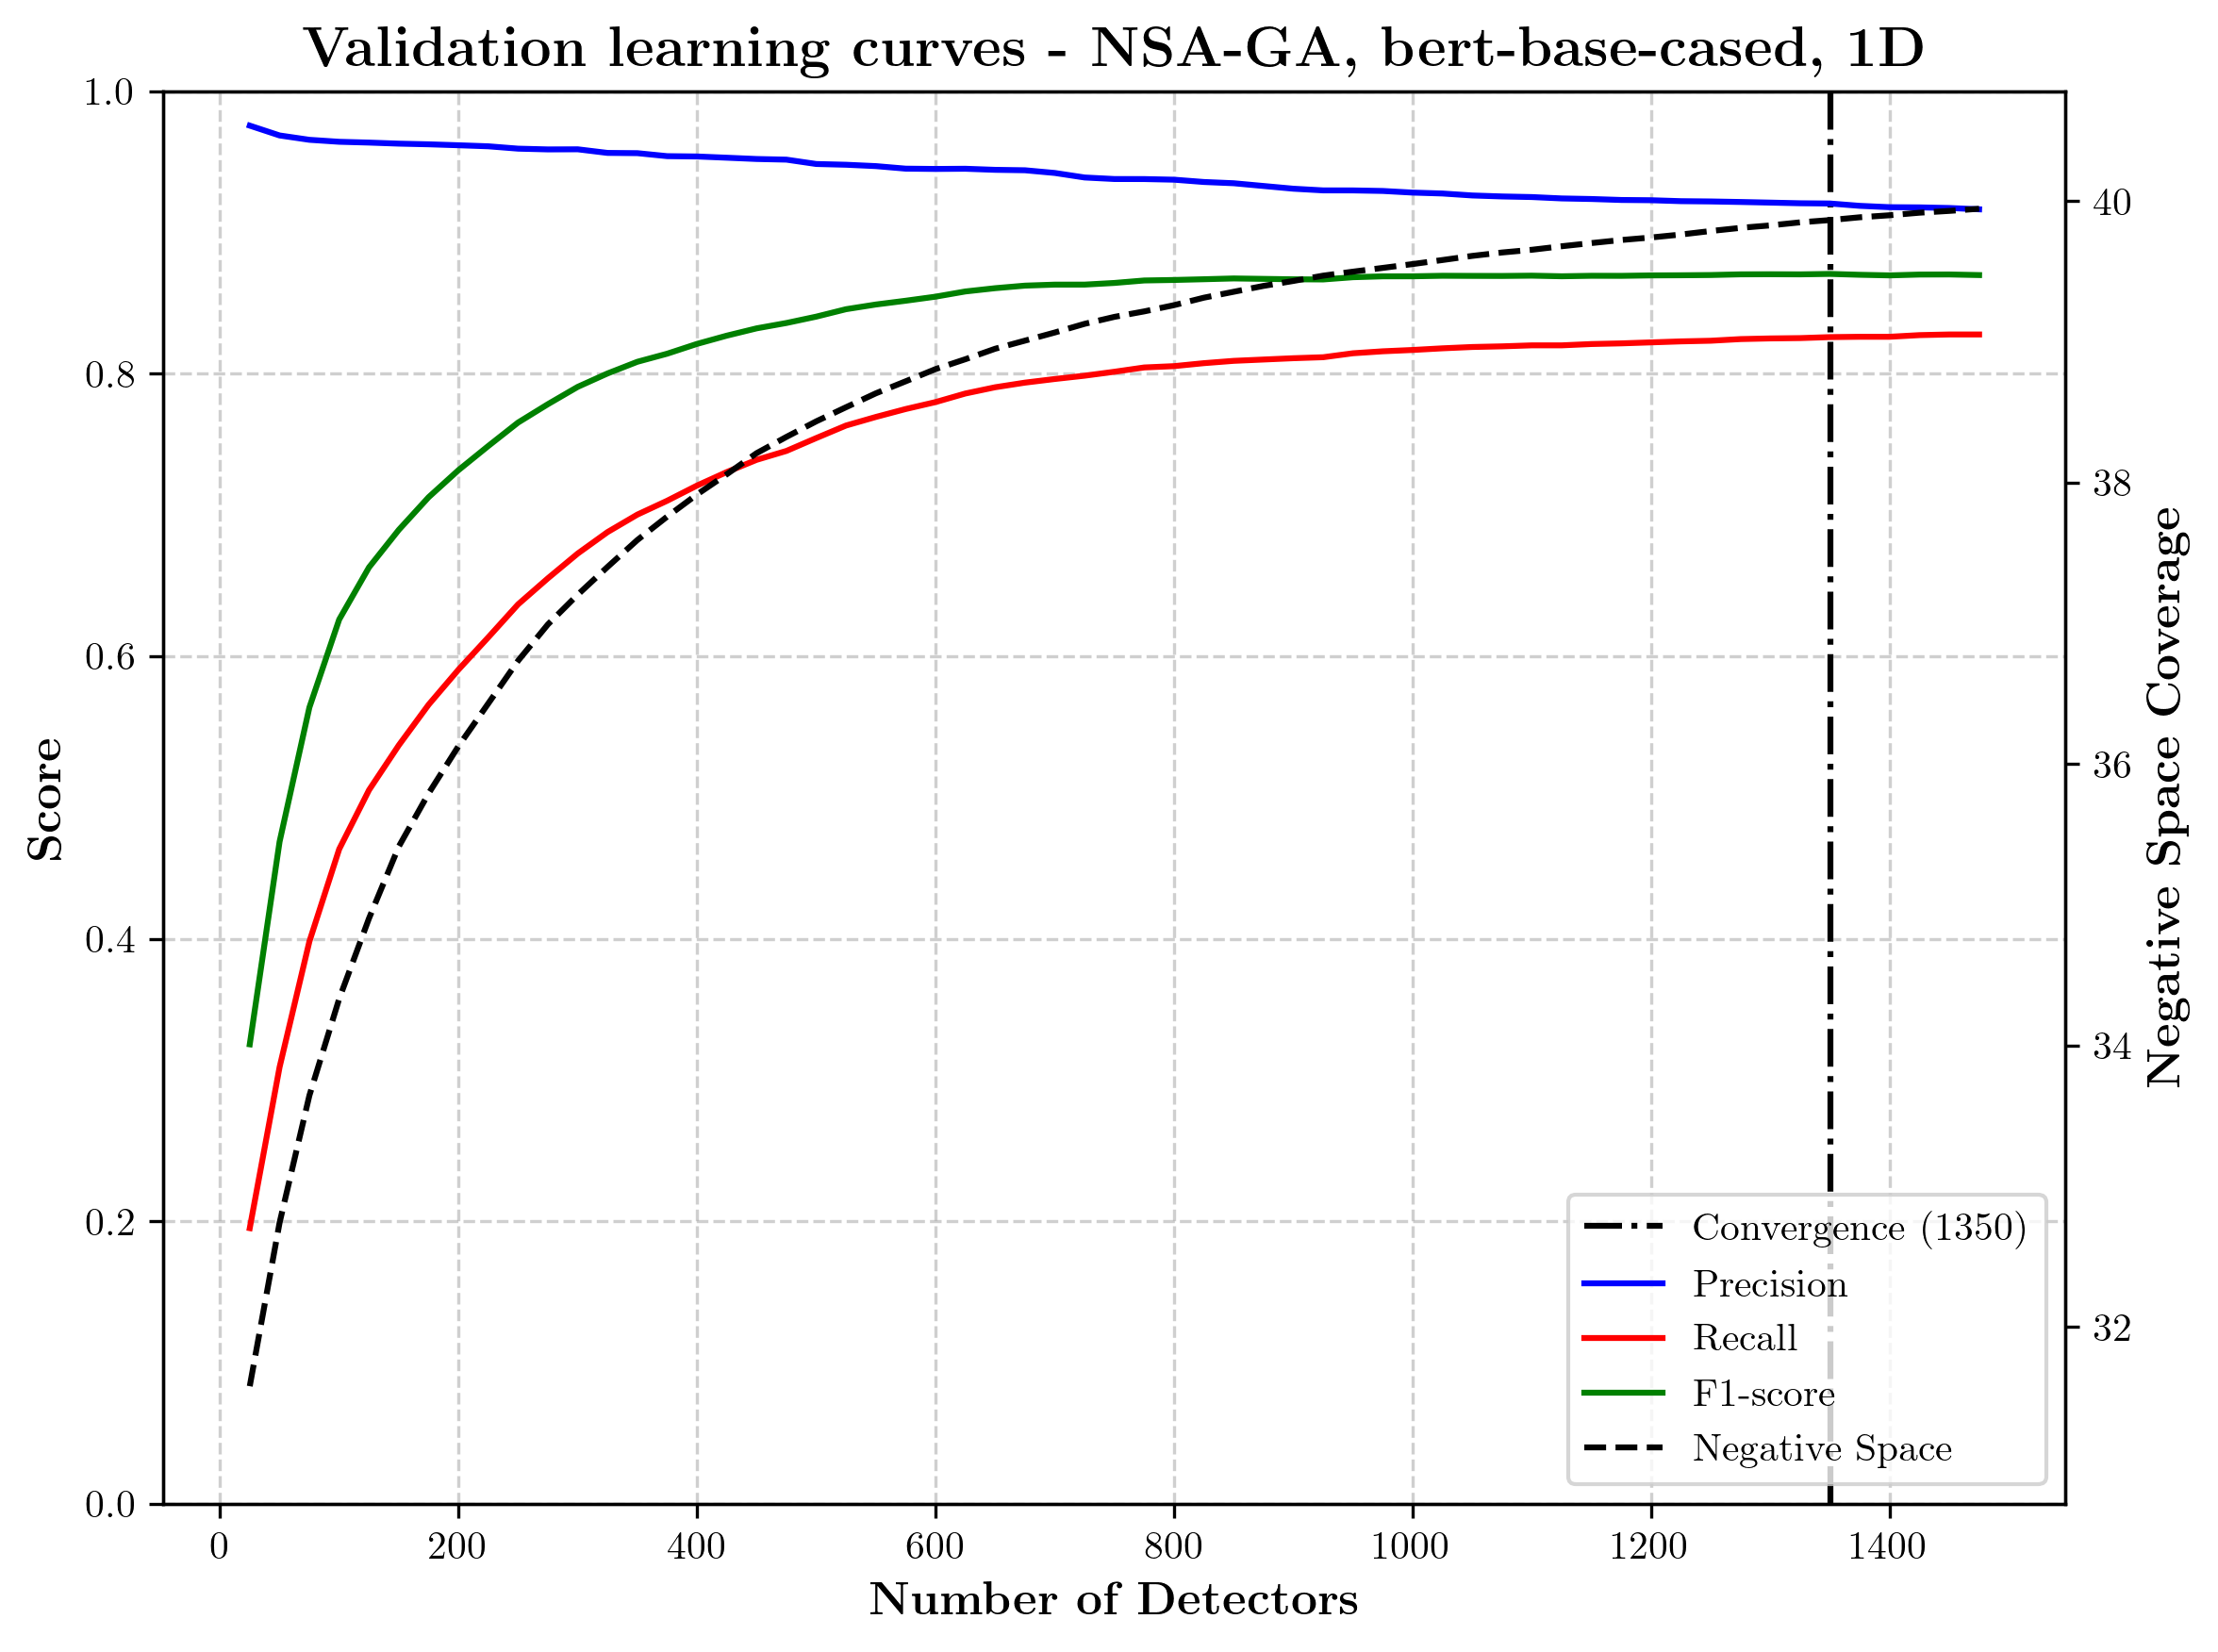 Validation learning curves - NSA-GA, bert-base-cased, 1D
1.0
0.8
0.6
0.4
0.2
0.0
Score
40
38
36
34
32
Negative Space Coverage
Convergence (1350)
Precision
Recall
F1-score
Negative Space
0 200 400 600 800 1000 1200 1400
Number of Detectors